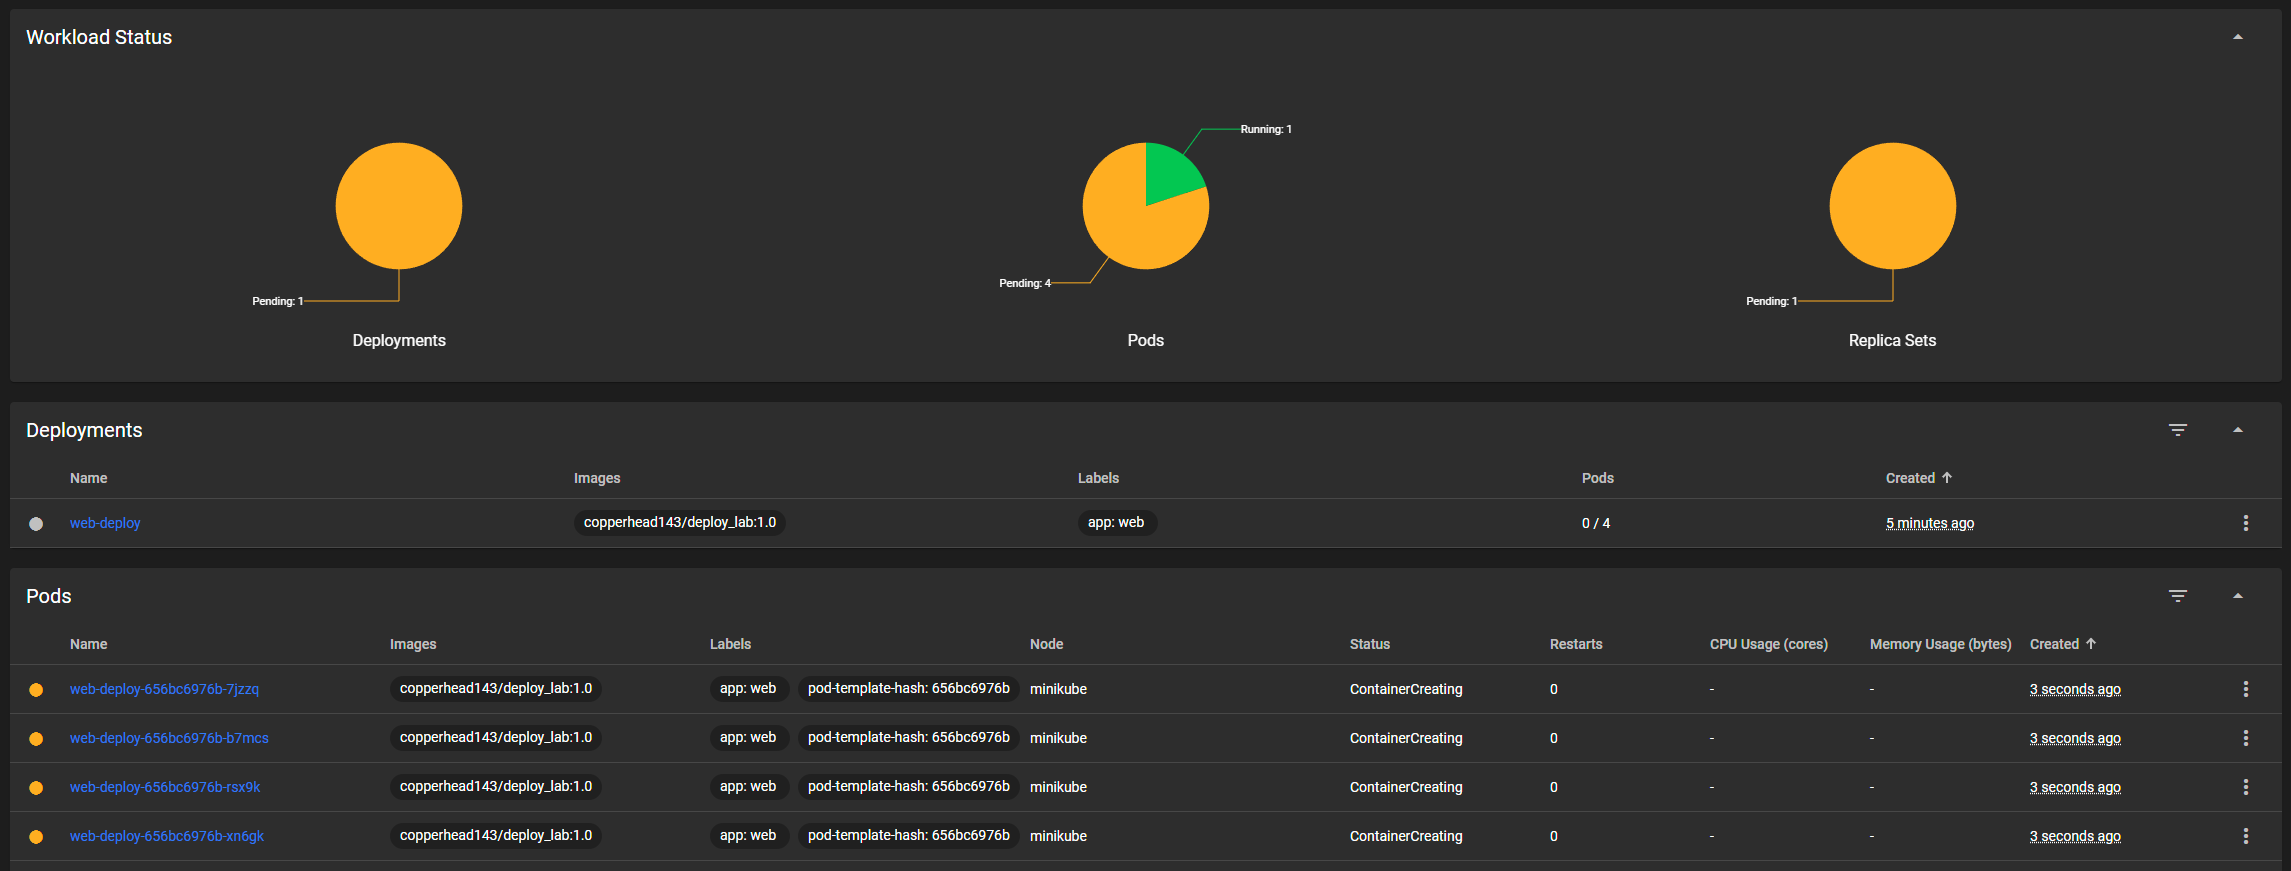 Workload Status
Running: 1
Pending: 4
Pending: 1
Pending: 1
Deployments
Pods
Replica Sets
Deployments
Name Images Labels Pods Created
web-deploy copperhead143/deploy_lab:1.0 app: web 0 / 4 5 minutes ago
Pods
Name Images Labels Node Status Restarts CPU Usage (cores) Memory Usage (bytes) Created
web-deploy-656bc6976b-7jzzq copperhead143/deploy_lab:1.0 app: web pod-template-hash: 656bc6976b minikube ContainerCreating 0 - - 3 seconds ago
web-deploy-656bc6976b-b7mcs copperhead143/deploy_lab:1.0 app: web pod-template-hash: 656bc6976b minikube ContainerCreating 0 - - 3 seconds ago
web-deploy-656bc6976b-rsx9k copperhead143/deploy_lab:1.0 app: web pod-template-hash: 656bc6976b minikube ContainerCreating 0 - - 3 seconds ago
web-deploy-656bc6976b-xn6gk copperhead143/deploy_lab:1.0 app: web pod-template-hash: 656bc6976b minikube ContainerCreating 0 - - 3 seconds ago